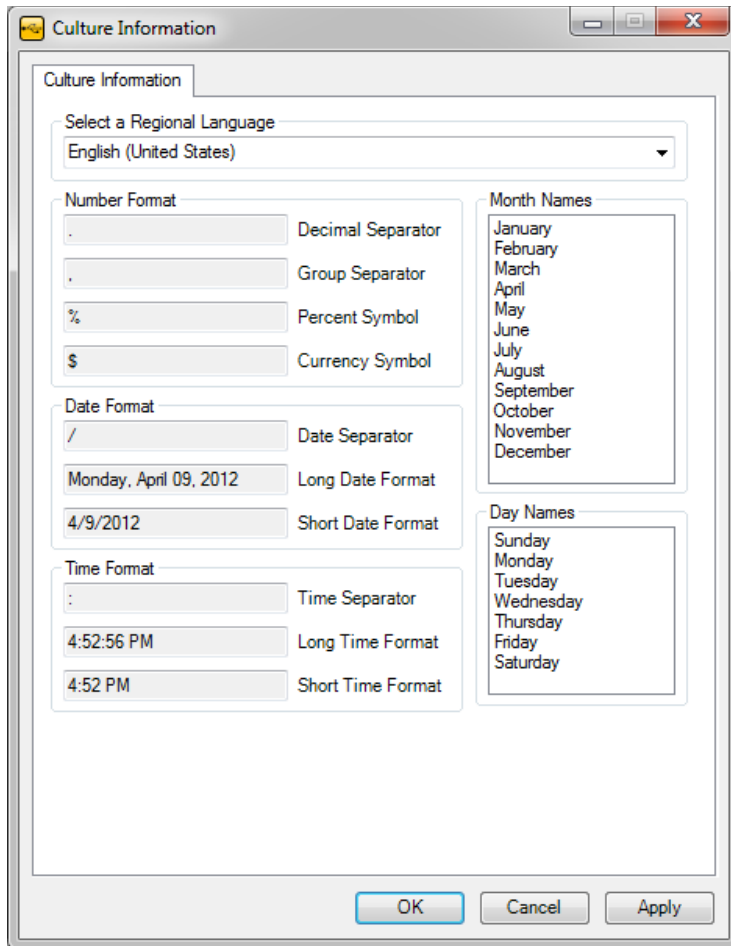 Culture Information
Culture Information
Select a Regional Language
English (United States)
Number Format
. Decimal Separator
, Group Separator
% Percent Symbol
$ Currency Symbol
Date Format
/ Date Separator
Monday, April 09, 2012 Long Date Format
4/9/2012 Short Date Format
Time Format
: Time Separator
4:52:56 PM Long Time Format
4:52 PM Short Time Format
Month Names
January
February
March
April
May
June
July
August
September
October
November
December
Day Names
Sunday
Monday
Tuesday
Wednesday
Thursday
Friday
Saturday
OK Cancel Apply